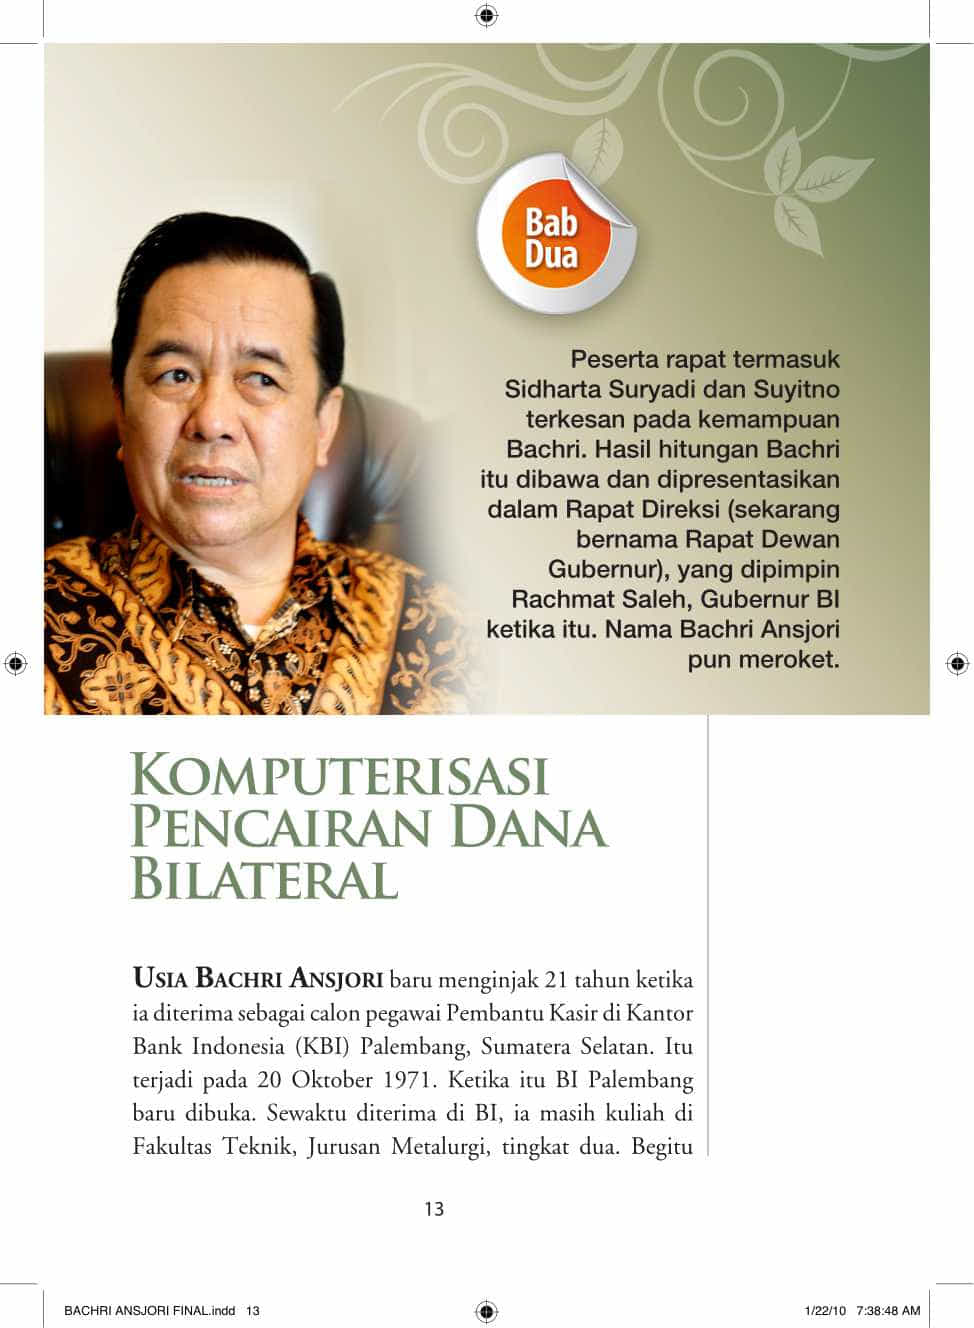 Bab
Dua
Peserta rapat termasuk
Sidharta Suryadi dan Suyitno
terkesan pada kemampuan
Bachri. Hasil hitungan Bachri
itu dibawa dan dipresentasikan
dalam Rapat Direksi (sekarang
bernama Rapat Dewan
Gubernur), yang dipimpin
Rachmat Saleh, Gubernur BI
ketika itu. Nama Bachri Ansjori
pun meroket.
KOMPUTERISASI
PENCAIRAN DANA
BILATERAL
USIA BACHRI ANSJORI baru menginjak 21 tahun ketika
ia diterima sebagai calon pegawai Pembantu Kasir di Kantor
Bank Indonesia (KBI) Palembang, Sumatera Selatan. Itu
terjadi pada 20 Oktober 1971. Ketika itu BI Palembang
baru dibuka. Sewaktu diterima di BI, ia masih kuliah di
Fakultas Teknik, Jurusan Metalurgi, tingkat dua. Begitu
13
BACHRI ANSJORI FINAL.indd 13
1/22/10 7:38:48 AM